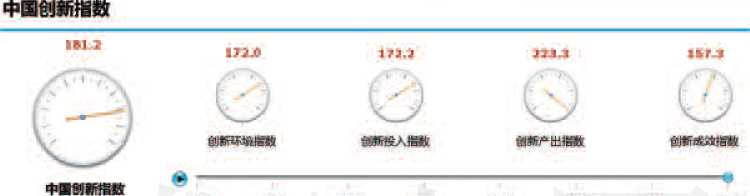 中国创新指数
181.2
172.0
172.2
223.3
157.3
创新环境指数
创新投入指数
创新产出指数
创新成效指数
中国创新指数